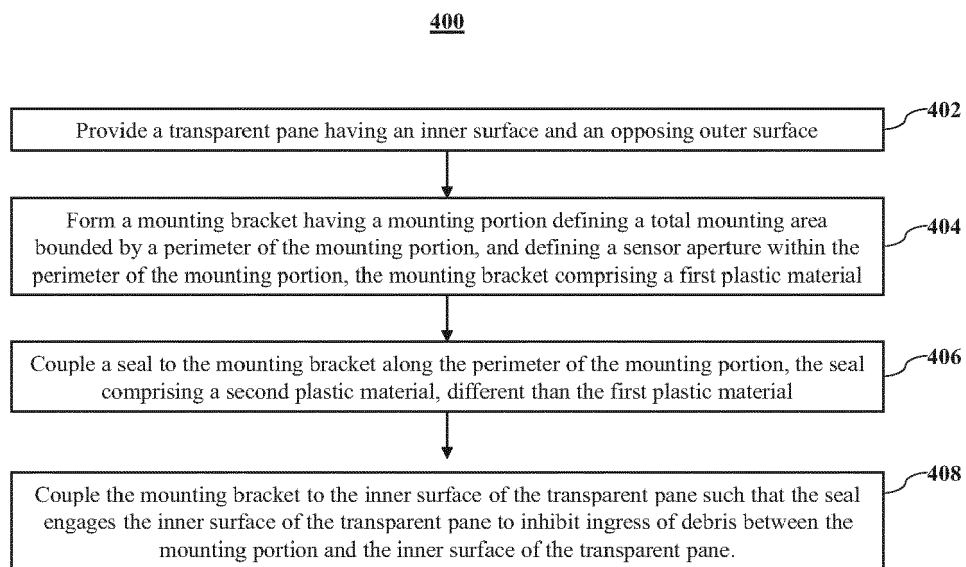 400
402
Provide a transparent pane having an inner surface and an opposing outer surface
Form a mounting bracket having a mounting portion defining a total mounting area
bounded by a perimeter of the mounting portion, and defining a sensor aperture within the
perimeter of the mounting portion, the mounting bracket comprising a first plastic material
404
Couple a seal to the mounting bracket along the perimeter of the mounting portion, the seal
comprising a second plastic material, different than the first plastic material
406
Couple the mounting bracket to the inner surface of the transparent pane such that the seal
engages the inner surface of the transparent pane to inhibit ingress of debris between the
mounting portion and the inner surface of the transparent pane.
408